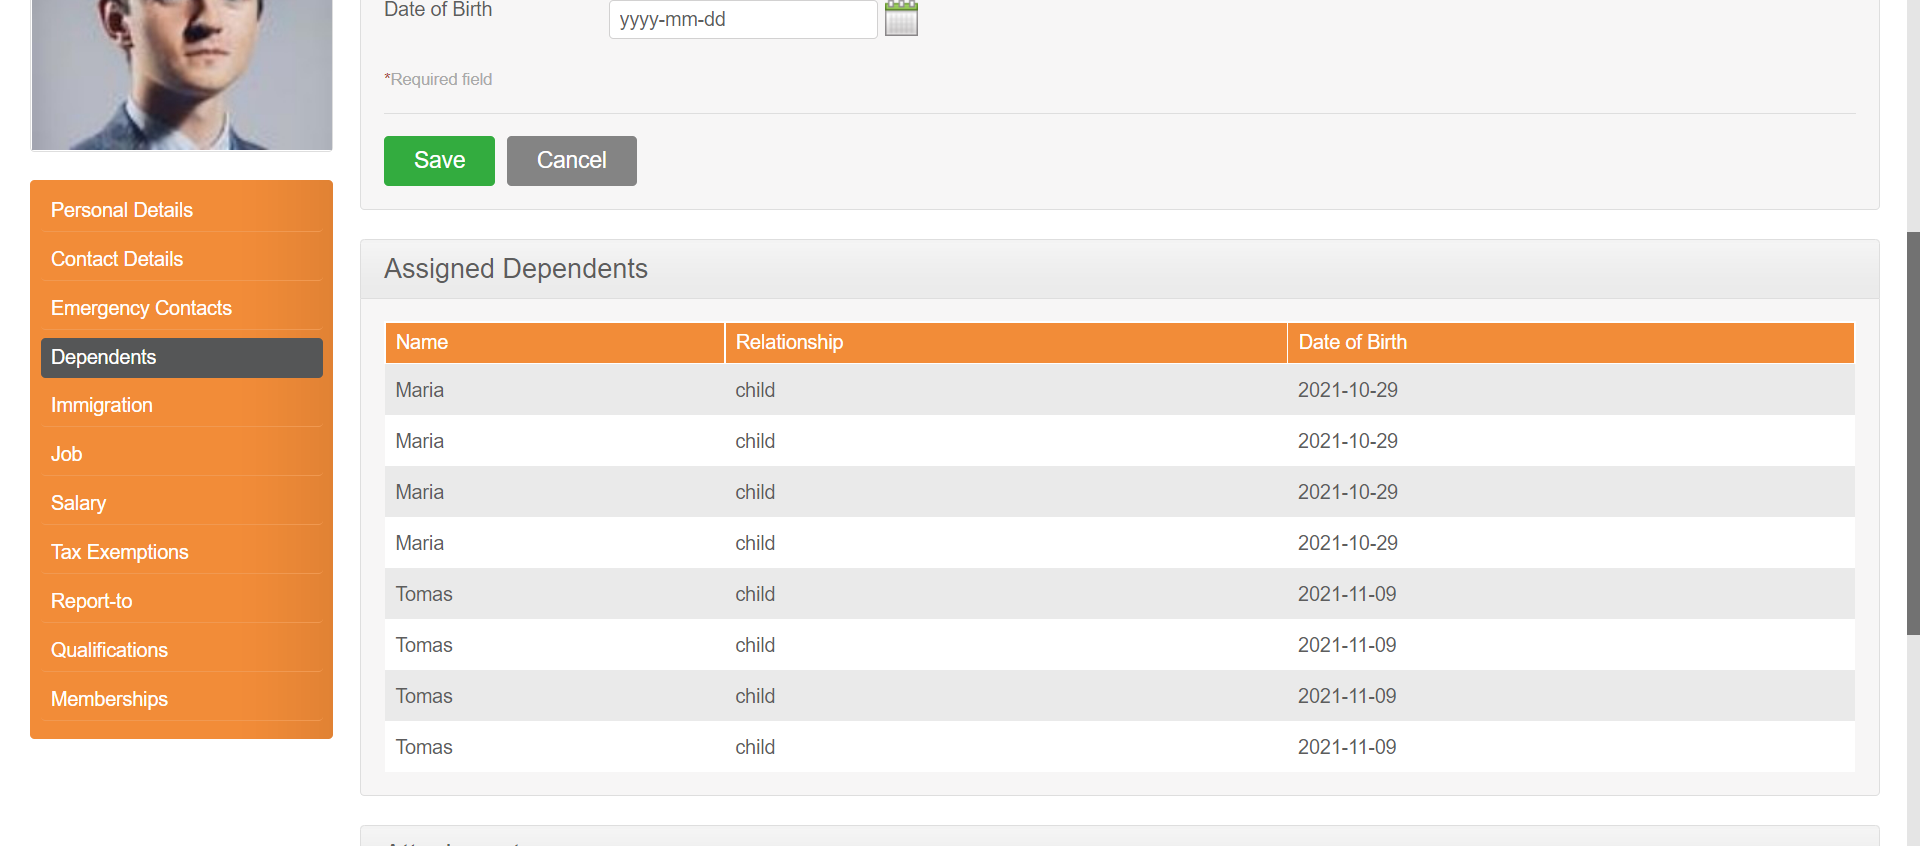 Date of Birth yyyy-mm-dd
*Required field
Save Cancel
Personal Details
Contact Details
Emergency Contacts
Dependents
Immigration
Job
Salary
Tax Exemptions
Report-to
Qualifications
Memberships
Assigned Dependents
Name Relationship Date of Birth
Maria child 2021-10-29
Maria child 2021-10-29
Maria child 2021-10-29
Maria child 2021-10-29
Tomas child 2021-11-09
Tomas child 2021-11-09
Tomas child 2021-11-09
Tomas child 2021-11-09